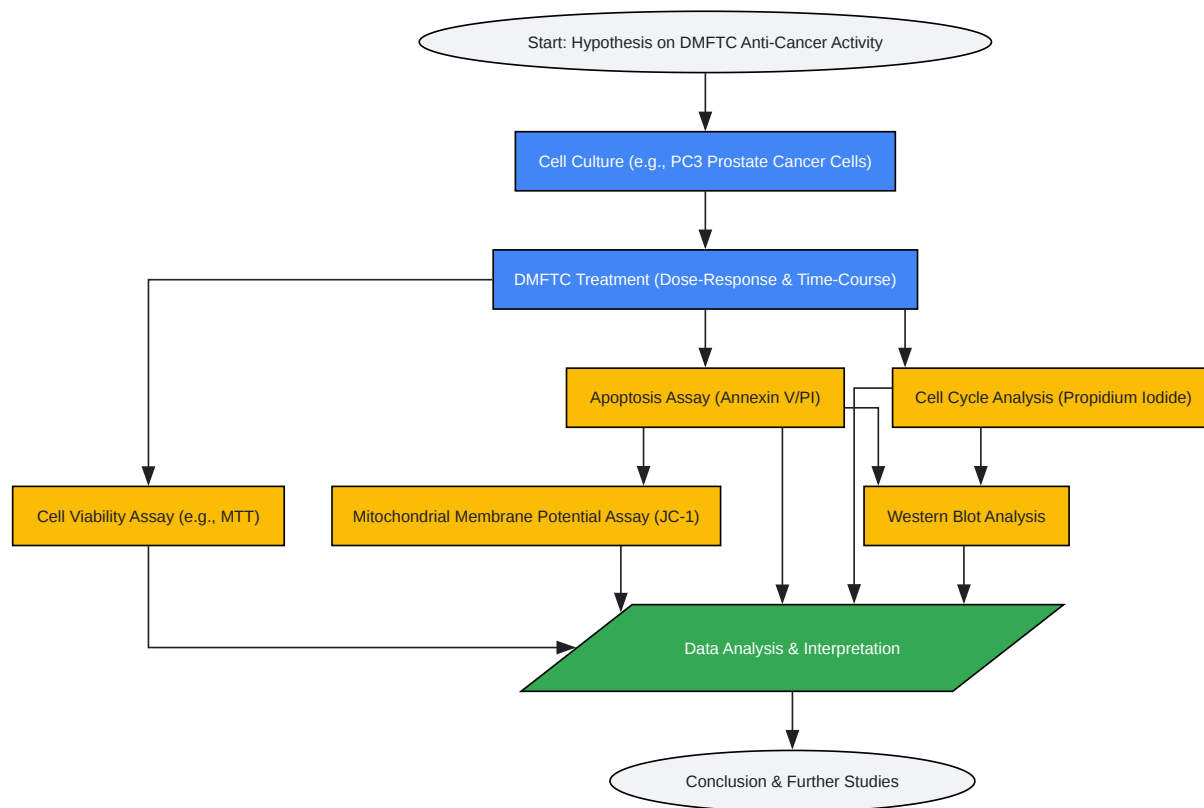 Start: Hypothesis on DMFTC Anti-Cancer Activity
Cell Culture (e.g., PC3 Prostate Cancer Cells)
DMFTC Treatment (Dose-Response & Time-Course)
Apoptosis Assay (Annexin V/PI)
Cell Cycle Analysis (Propidium Iodide)
Cell Viability Assay (e.g., MTT)
Mitochondrial Membrane Potential Assay (JC-1)
Western Blot Analysis
Data Analysis & Interpretation
Conclusion & Further Studies